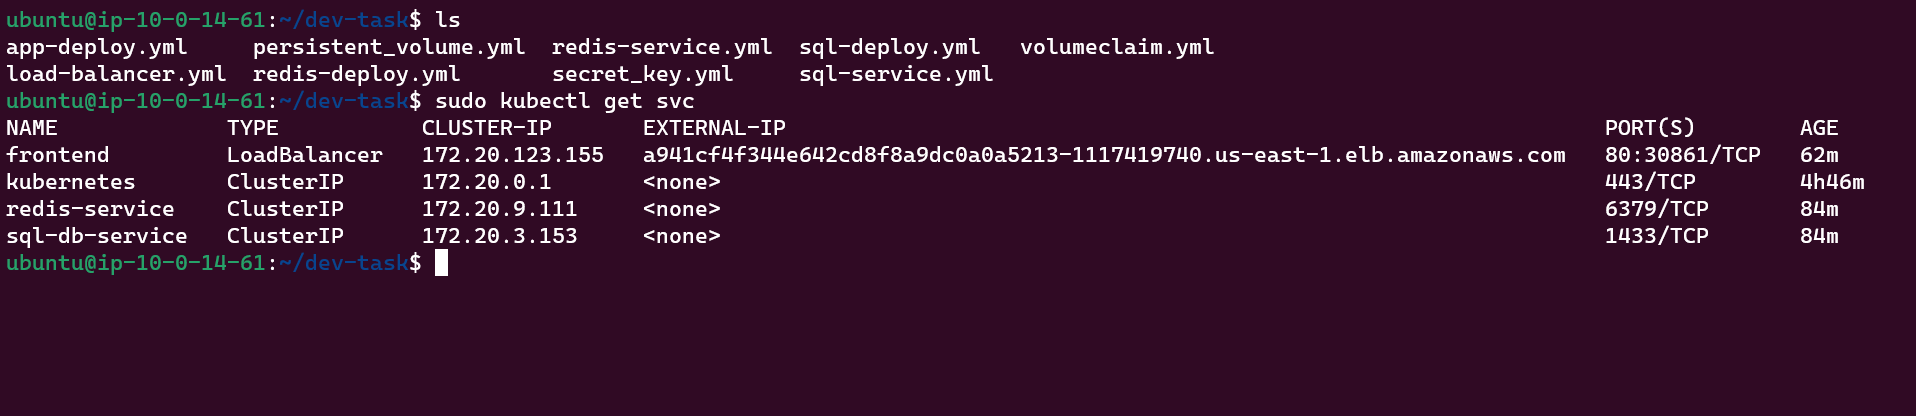 ubuntu@ip-10-0-14-61:~/dev-task$ ls
app-deploy.yml     persistent_volume.yml  redis-service.yml  sql-deploy.yml   volumeclaim.yml
load-balancer.yml  redis-deploy.yml       secret_key.yml     sql-service.yml
ubuntu@ip-10-0-14-61:~/dev-task$ sudo kubectl get svc
NAME             TYPE           CLUSTER-IP       EXTERNAL-IP                                                               PORT(S)        AGE
frontend         LoadBalancer   172.20.123.155   a941cf4f344e642cd8f8a9dc0a0a5213-1117419740.us-east-1.elb.amazonaws.com   80:30861/TCP   62m
kubernetes       ClusterIP      172.20.0.1       <none>                                                                    443/TCP        4h46m
redis-service    ClusterIP      172.20.9.111     <none>                                                                    6379/TCP       84m
sql-db-service   ClusterIP      172.20.3.153     <none>                                                                    1433/TCP       84m
ubuntu@ip-10-0-14-61:~/dev-task$